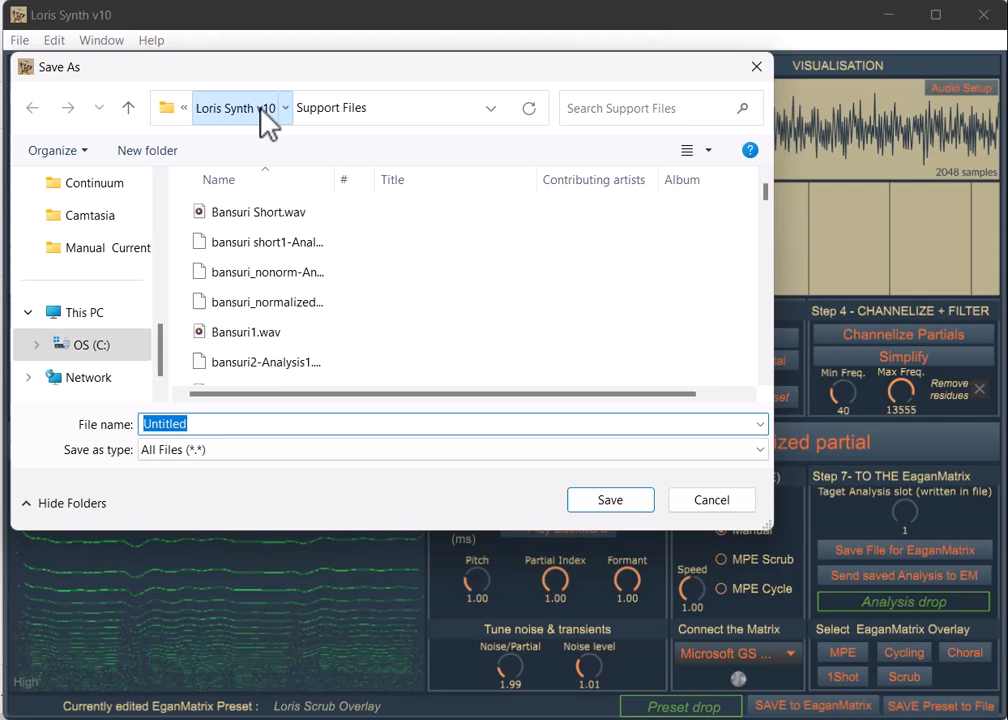 Loris Synth v10
File Edit Window Help
Save As
VISUALISATION
« Loris Synth v10 Support Files
Search Support Files
Audio Setup
2048 samples
Organize New folder
Name # Title Contributing artists Album
Continuum
Camtasia
Manual Current
This PC
OS (C:)
Network
Bansuri Short.wav
bansuri short1-Anal...
bansuri_nonorm-An...
bansuri_normalized...
Bansuri1.wav
bansuri2-Analysis1....
File name: Untitled
Save as type: All Files (*.*)
Hide Folders
Save
Cancel
Step 4 - CHANNELIZE + FILTER
Channelize Partials
Simplify
Min Freq. Max Freq.
Remove
residues
40 13555
ized partial
Step 7- TO THE EaganMatrix
Taget Analysis slot (written in file)
1
Save File for EaganMatrix
Send saved Analysis to EM
Analysis drop
(ms)
Pitch Partial Index Formant
1.00 1.00 1.00
Speed
1.00
Manual
MPE Scrub
MPE Cycle
Tune noise & transients
Noise/Partial Noise level
1.99 1.01
Connect the Matrix
Microsoft GS ...
Select EaganMatrix Overlay
MPE Cycling Choral
1Shot Scrub
High
Currently edited EganMatrix Preset : Loris Scrub Overlay
Preset drop
SAVE to EaganMatrix
SAVE Preset to File